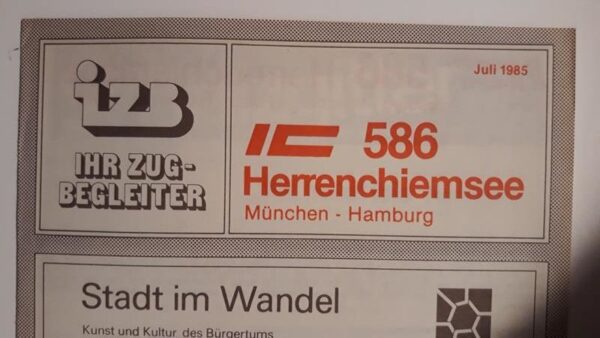 izB
IHR ZUG-
BEGLEITER
Juli 1985
IC 586
Herrenchiemsee
München - Hamburg
Stadt im Wandel
Kunst und Kultur des Bürgertums